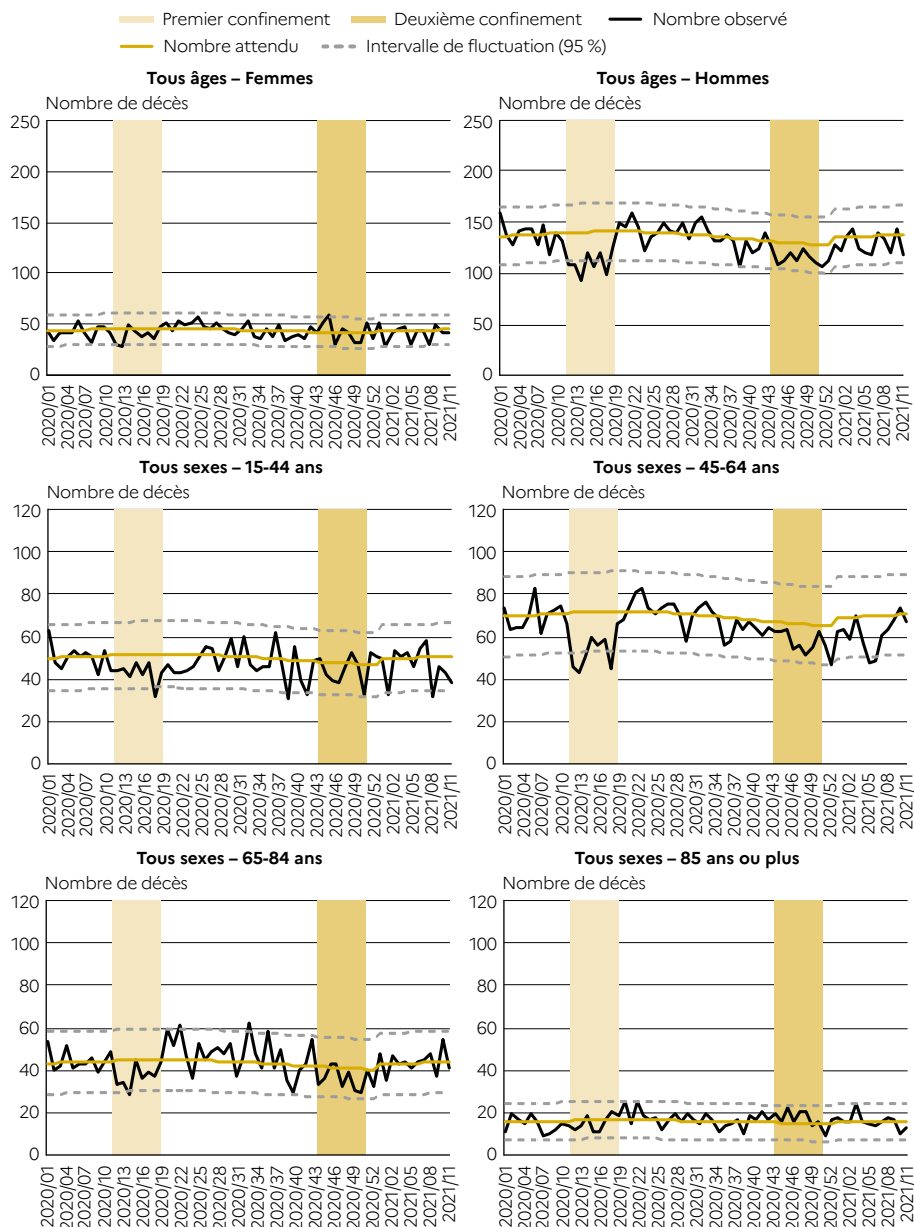 Premier confinement Deuxième confinement Nombre observé
Nombre attendu Intervalle de fluctuation (95 %)
Tous âges – Femmes
Nombre de décès
250
200
150
100
50
0
2020/01 2020/04 2020/07 2020/10 2020/13 2020/16 2020/19 2020/22 2020/25 2020/28 2020/31 2020/34 2020/37 2020/40 2020/43 2020/46 2020/49 2020/52 2021/02 2021/05 2021/08 2021/11
Tous âges – Hommes
Nombre de décès
250
200
150
100
50
0
2020/01 2020/04 2020/07 2020/10 2020/13 2020/16 2020/19 2020/22 2020/25 2020/28 2020/31 2020/34 2020/37 2020/40 2020/43 2020/46 2020/49 2020/52 2021/02 2021/05 2021/08 2021/11
Tous sexes – 15-44 ans
Nombre de décès
120
100
80
60
40
20
0
2020/01 2020/04 2020/07 2020/10 2020/13 2020/16 2020/19 2020/22 2020/25 2020/28 2020/31 2020/34 2020/37 2020/40 2020/43 2020/46 2020/49 2020/52 2021/02 2021/05 2021/08 2021/11
Tous sexes – 45-64 ans
Nombre de décès
120
100
80
60
40
20
0
2020/01 2020/04 2020/07 2020/10 2020/13 2020/16 2020/19 2020/22 2020/25 2020/28 2020/31 2020/34 2020/37 2020/40 2020/43 2020/46 2020/49 2020/52 2021/02 2021/05 2021/08 2021/11
Tous sexes – 65-84 ans
Nombre de décès
120
100
80
60
40
20
0
2020/01 2020/04 2020/07 2020/10 2020/13 2020/16 2020/19 2020/22 2020/25 2020/28 2020/31 2020/34 2020/37 2020/40 2020/43 2020/46 2020/49 2020/52 2021/02 2021/05 2021/08 2021/11
Tous sexes – 85 ans ou plus
Nombre de décès
120
100
80
60
40
20
0
2020/01 2020/04 2020/07 2020/10 2020/13 2020/16 2020/19 2020/22 2020/25 2020/28 2020/31 2020/34 2020/37 2020/40 2020/43 2020/46 2020/49 2020/52 2021/02 2021/05 2021/08 2021/11